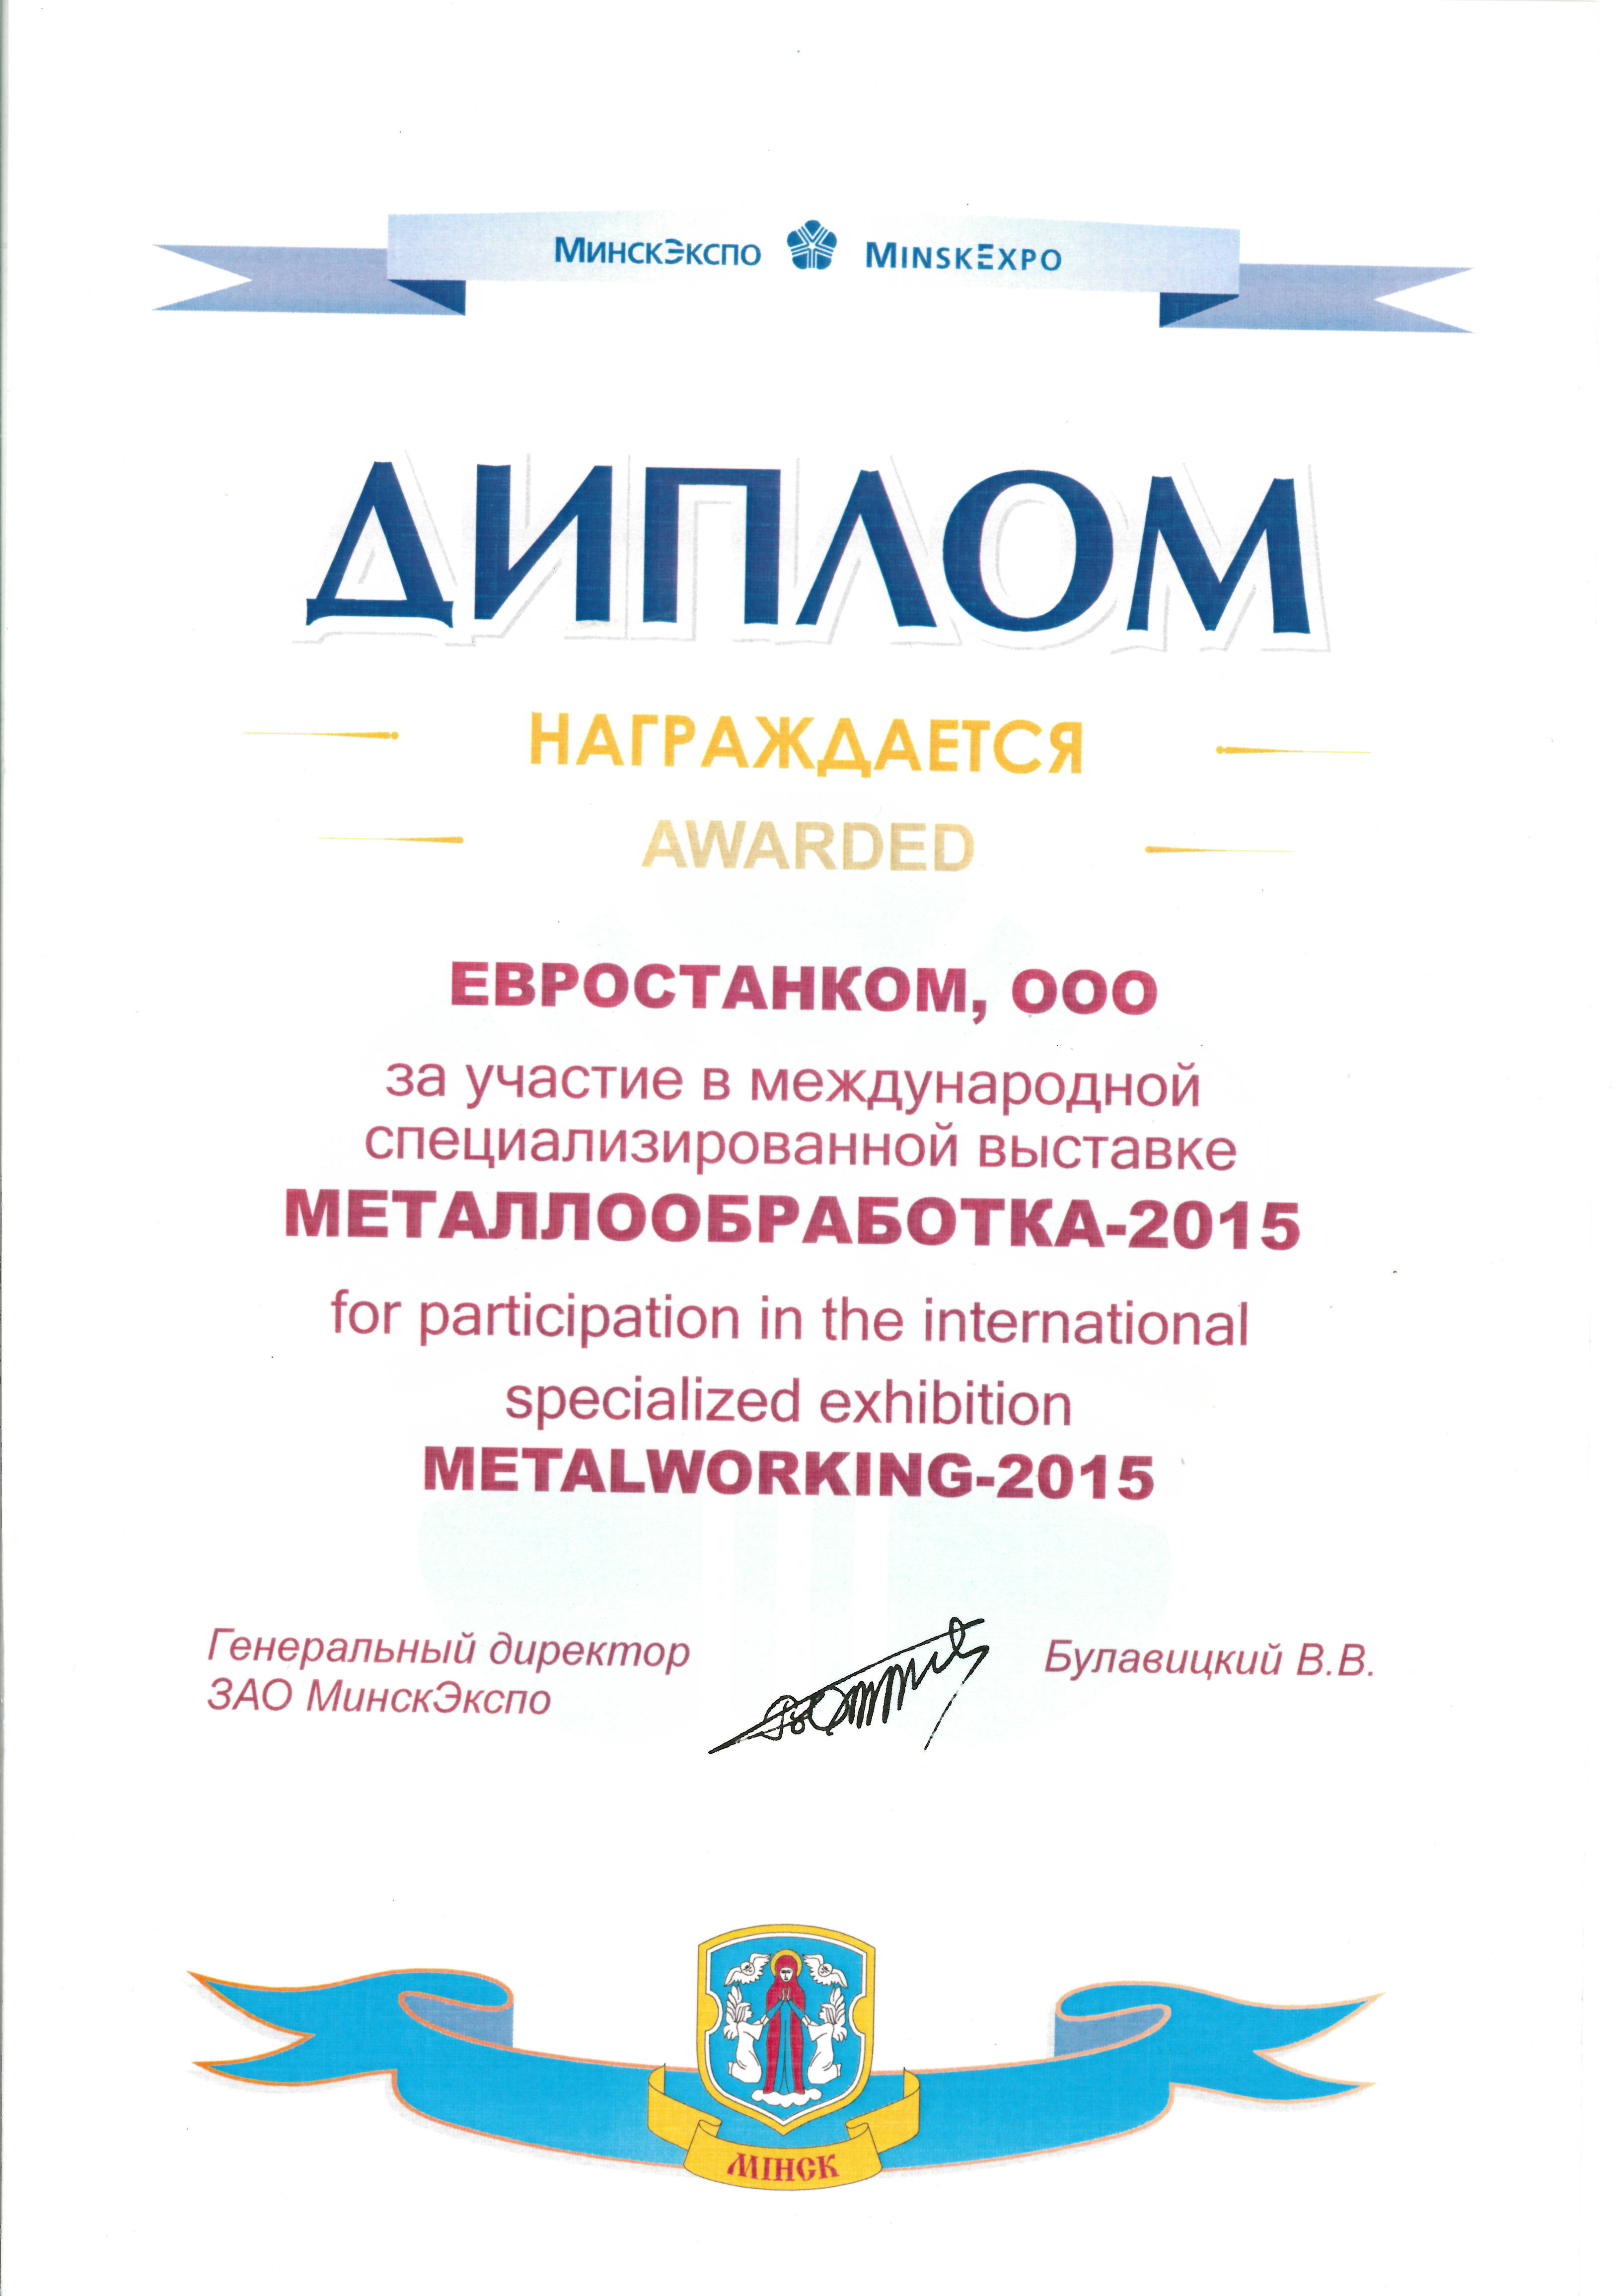 МИНСКЭКСПО MINSKEXPO
ДИПЛОМ
НАГРАЖДАЕТСЯ
AWARDED
ЕВРОСТАНКОМ, ООО
за участие в международной
специализированной выставке
МЕТАЛЛООБРАБОТКА-2015
for participation in the international
specialized exhibition
METALWORKING-2015
Генеральный директор Булавицкий В.В.
ЗАО МинскЭкспо
МІНСК